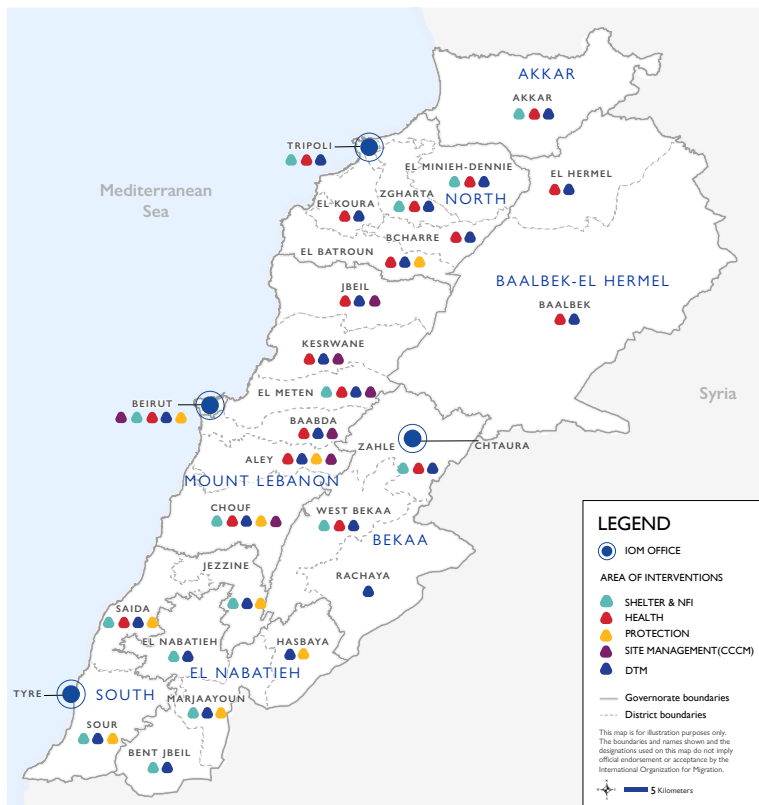 AKKAR
AKKAR
TRIPOLI
EL-MINIEH-DENNIE
EL HERMEL
Mediterranean
Sea
ZGHARTA
EL-KOURA
NORTH
BCHARRE
EL BATROUN
BAALBEK-EL HERMEL
JBEIL
BAALBEK
KESRWANE
EL METEN
Syria
BEIRUT
BAABDA
ZAHLE
CHTAURA
ALEY
MOUNT LEBANON
CHOUF
WEST BEKAA
BEKAA
JEZZINE
RACHAYA
SAIDA
EL NABATIEH
HASBAYA
EL NABATIEH
TYRE
SOUTH
MARJAAYOUN
SOUR
BENT JBEIL
LEGEND
IOM OFFICE
AREA OF INTERVENTIONS
SHELTER & NFI
HEALTH
PROTECTION
SITE MANAGEMENT(CCCM)
DTM
Governorate boundaries
District boundaries
This map is for illustration purposes only.
The boundaries and names shown and the
designations used on this map do not imply
official endorsement or acceptance by the
International Organization for Migration.
5 Kilometers